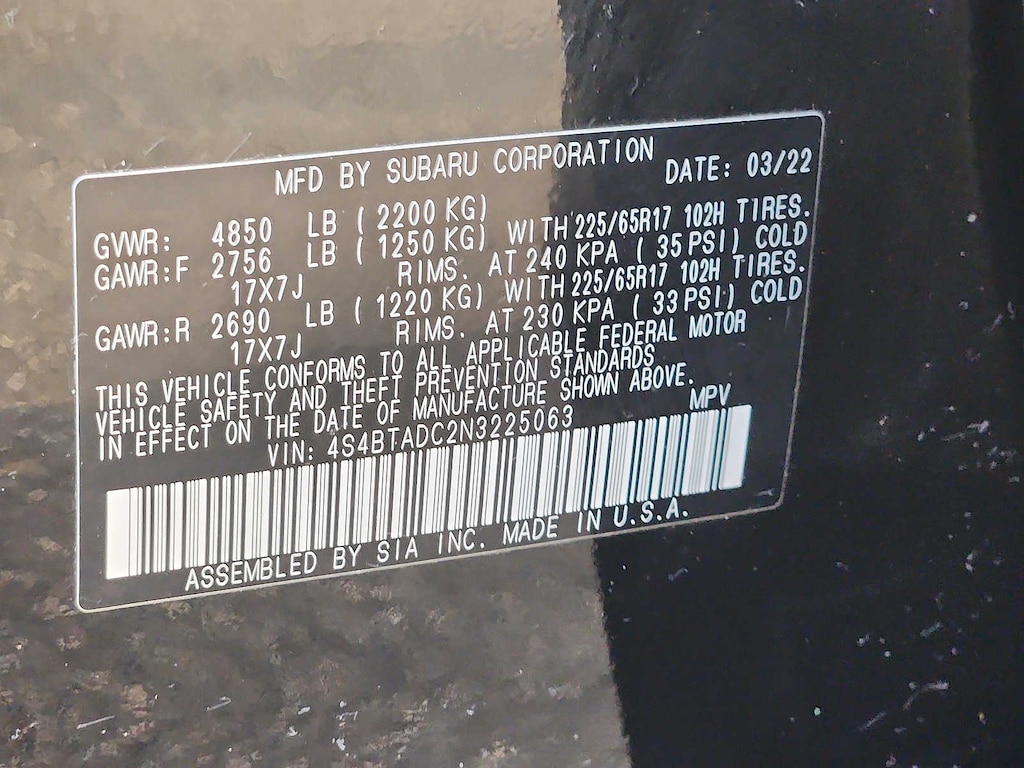 MFD BY SUBARU CORPORATION DATE: 03/22
GVWR: 4850 LB ( 2200 KG)
GAWR:F 2756 LB ( 1250 KG) WITH 225/65R17 102H TIRES.
17X7J RIMS. AT 240 KPA ( 35 PSI) COLD
GAWR:R 2690 LB ( 1220 KG) WITH 225/65R17 102H TIRES.
17X7J RIMS. AT 230 KPA ( 33 PSI) COLD
THIS VEHICLE CONFORMS TO ALL APPLICABLE FEDERAL MOTOR
VEHICLE SAFETY AND THEFT PREVENTION STANDARDS
IN EFFECT ON THE DATE OF MANUFACTURE SHOWN ABOVE.
VIN: 4S4BTADC2N3225063 MPV
ASSEMBLED BY SIA INC. MADE IN U.S.A.